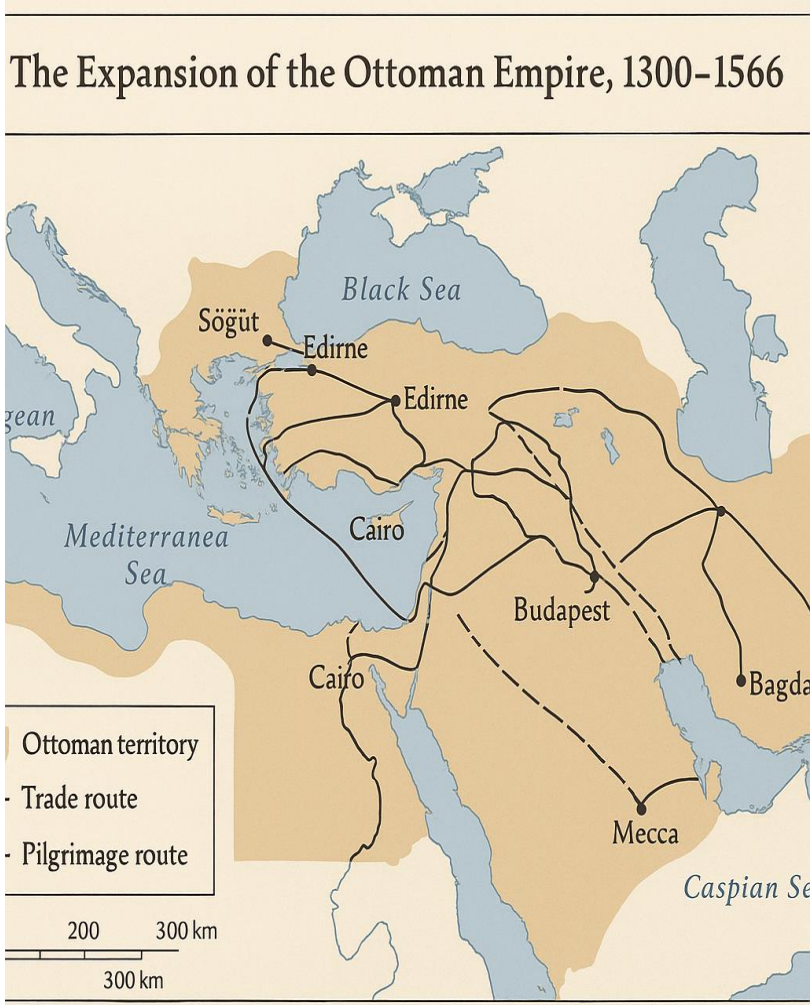 The Expansion of the Ottoman Empire, 1300–1566
Black Sea
Söğüt
Edirne
Edirne
gean
Cairo
Mediterranea
Sea
Budapest
Cairo
Bagda
Ottoman territory
Trade route
Pilgrimage route
Mecca
Caspian Se
200 300 km
300 km